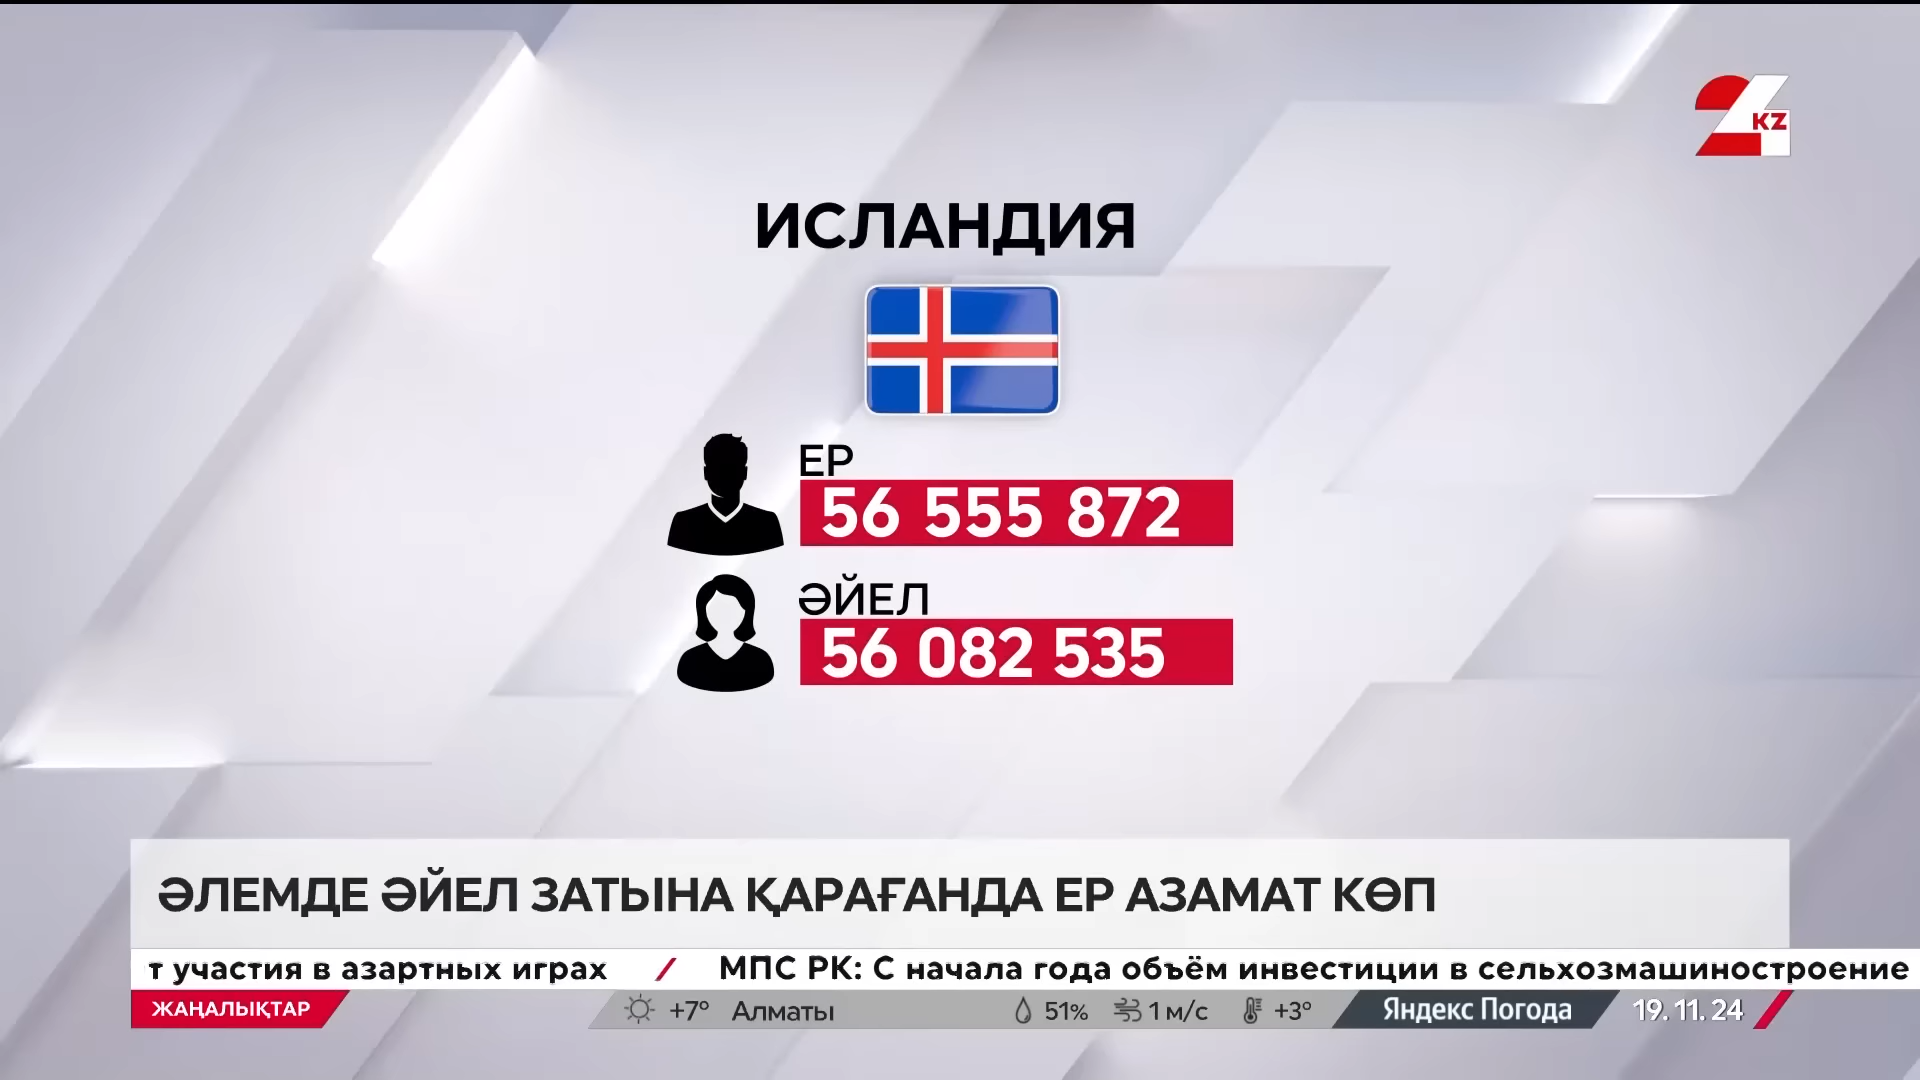 24 KZ
ИСЛАНДИЯ
ЕР
56 555 872
ӘЙЕЛ
56 082 535
ӘЛЕМДЕ ӘЙЕЛ ЗАТЫНА ҚАРАҒАНДА ЕР АЗАМАТ КӨП
т участия в азартных играх / МПС РК: С начала года объём инвестиции в сельхозмашиностроение
ЖАҢАЛЫҚТАР +7° Алматы 51% 1 м/с +3° Яндекс Погода 19.11.24